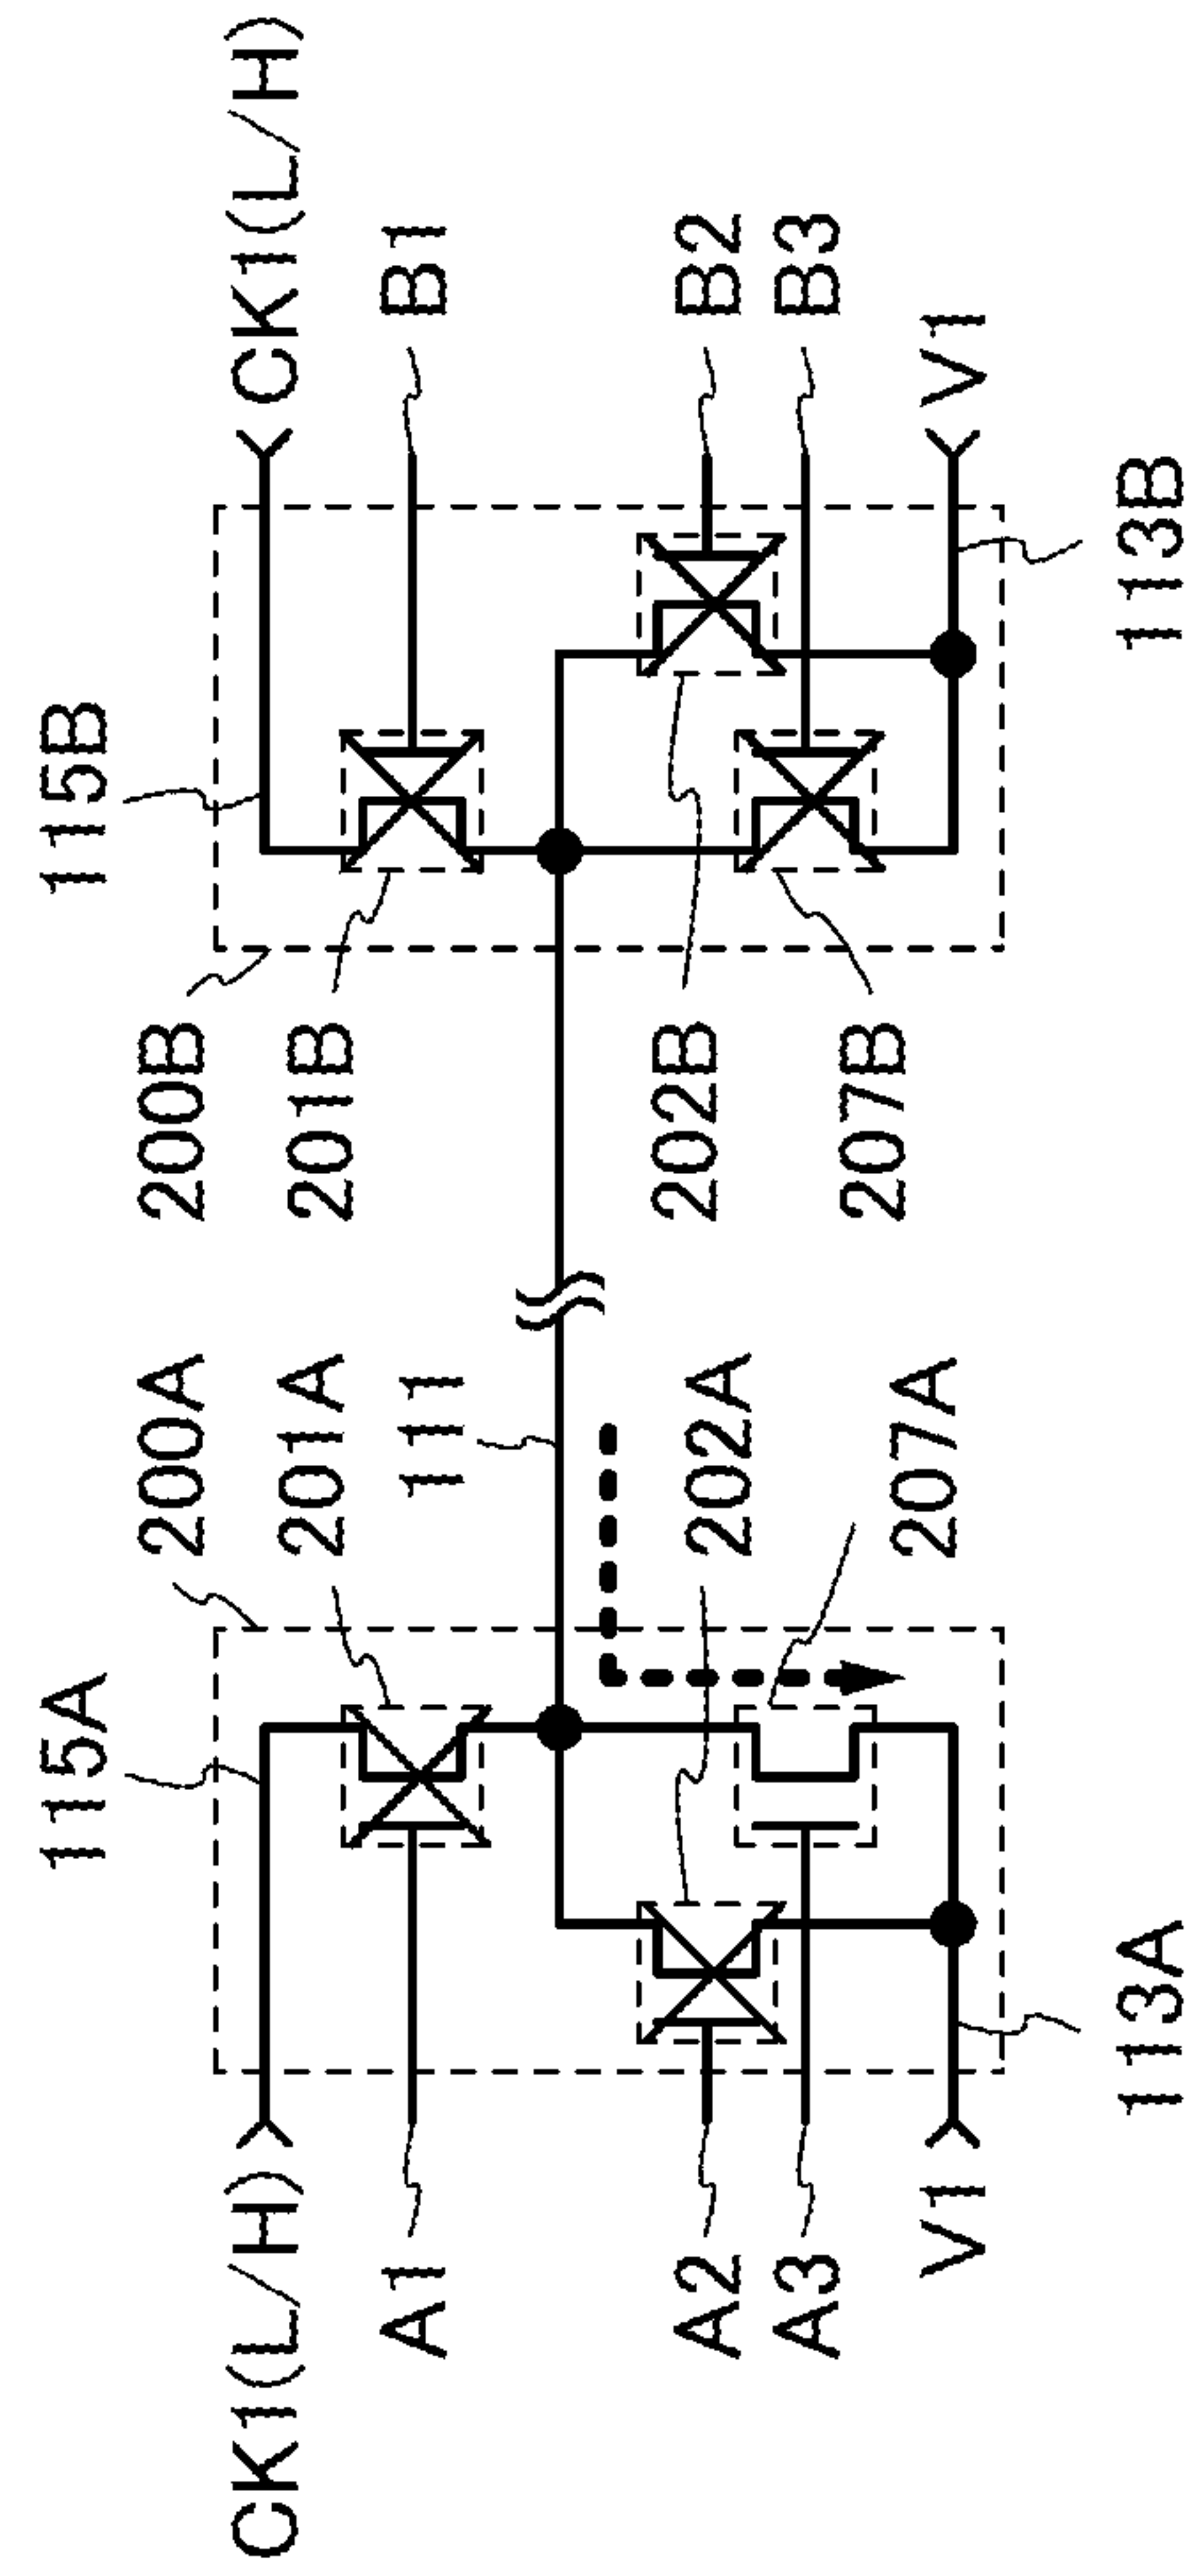 115A
115B
200A
200B
CK1(L/H)
CK1(L/H)
201A
201B
A1
B1
111
202A
202B
A2
B2
A3
B3
207A
207B
V1
V1
113A
113B